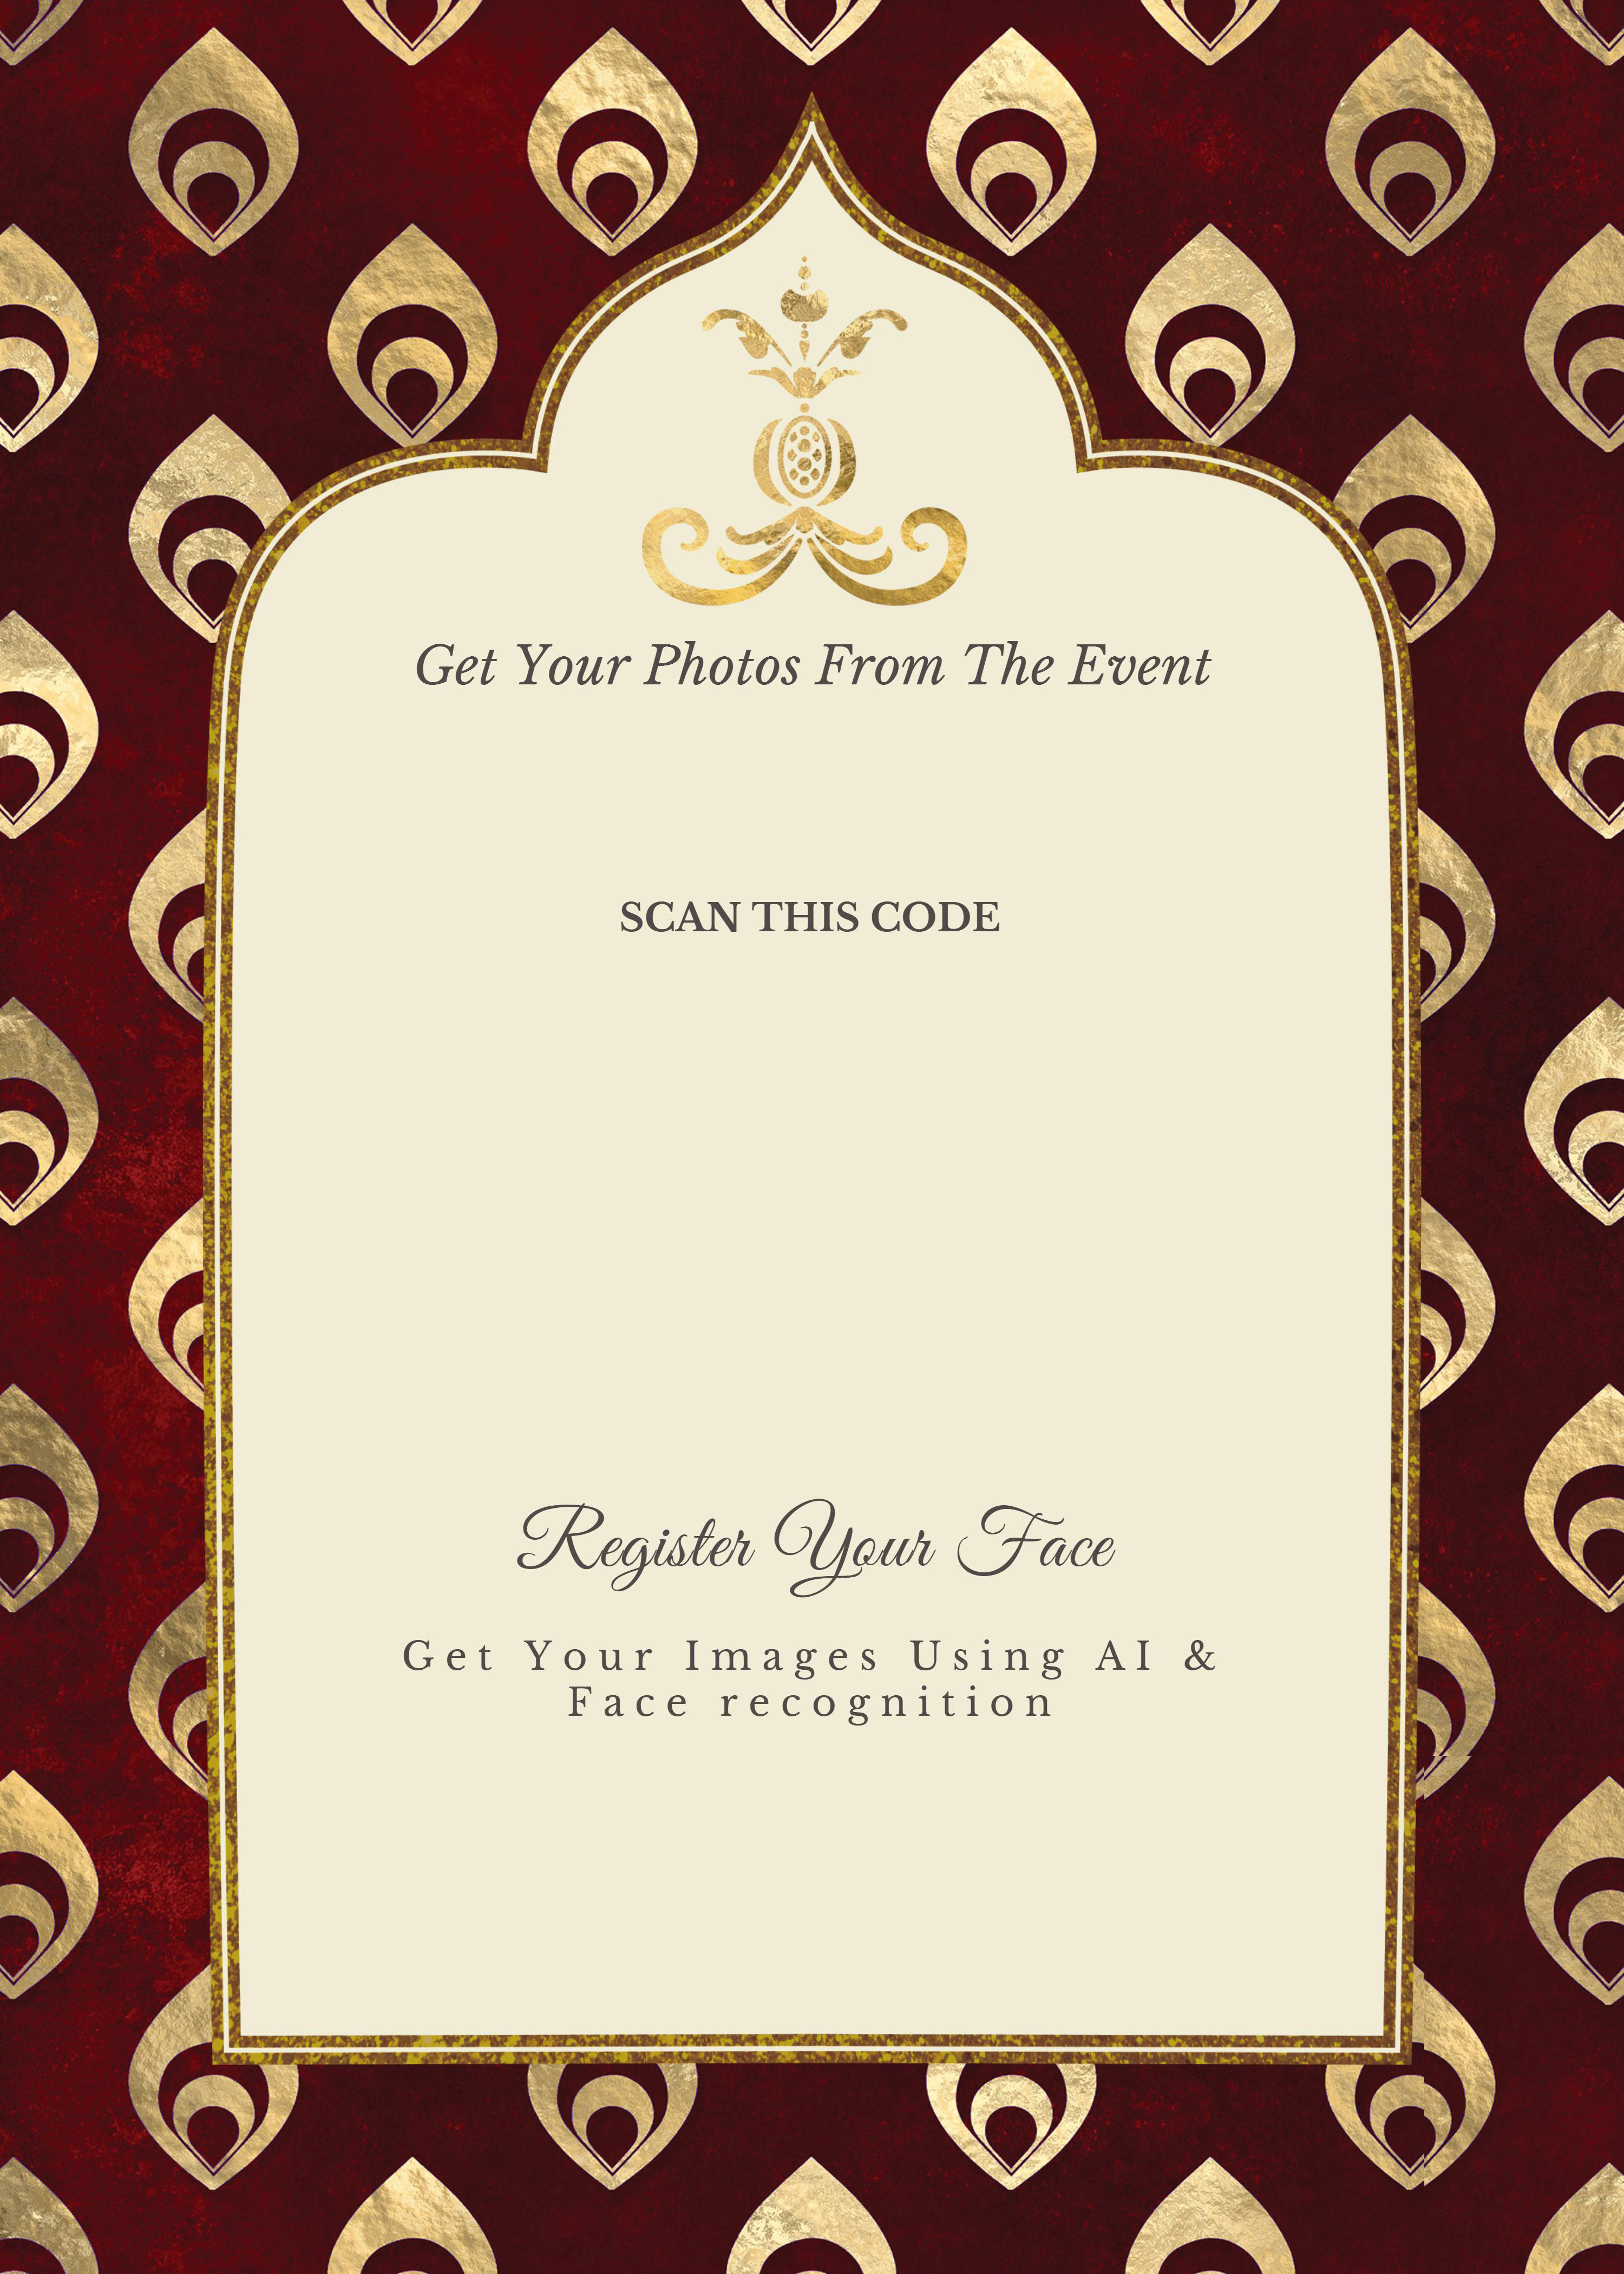 Get Your Photos From The Event
SCAN THIS CODE
Register Your Face
Get Your Images Using AI &
Face recognition